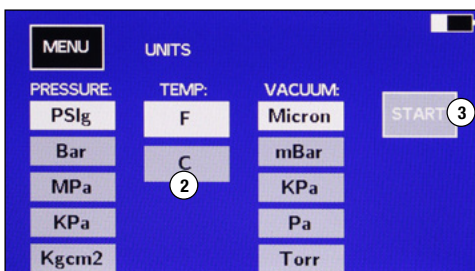 MENU UNITS
PRESSURE: TEMP: VACUUM:
PSIg F Micron START 3
Bar C mBar
MPa 2 KPa
KPa Pa
Kgcm2 Torr